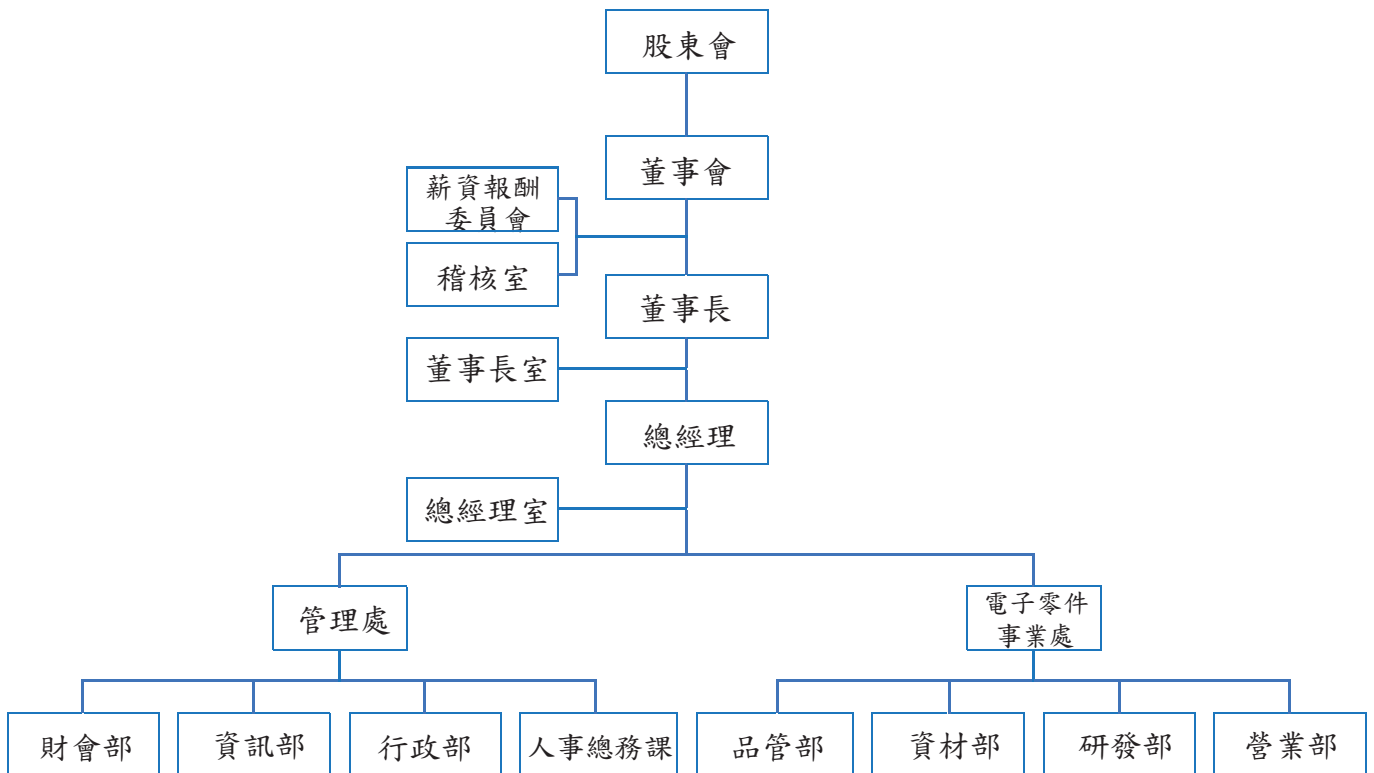 股東會
董事會
薪資報酬
委員會
稽核室
董事長
董事長室
總經理
總經理室
管理處
電子零件
事業處
財會部
資訊部
行政部
人事總務課
品管部
資材部
研發部
營業部